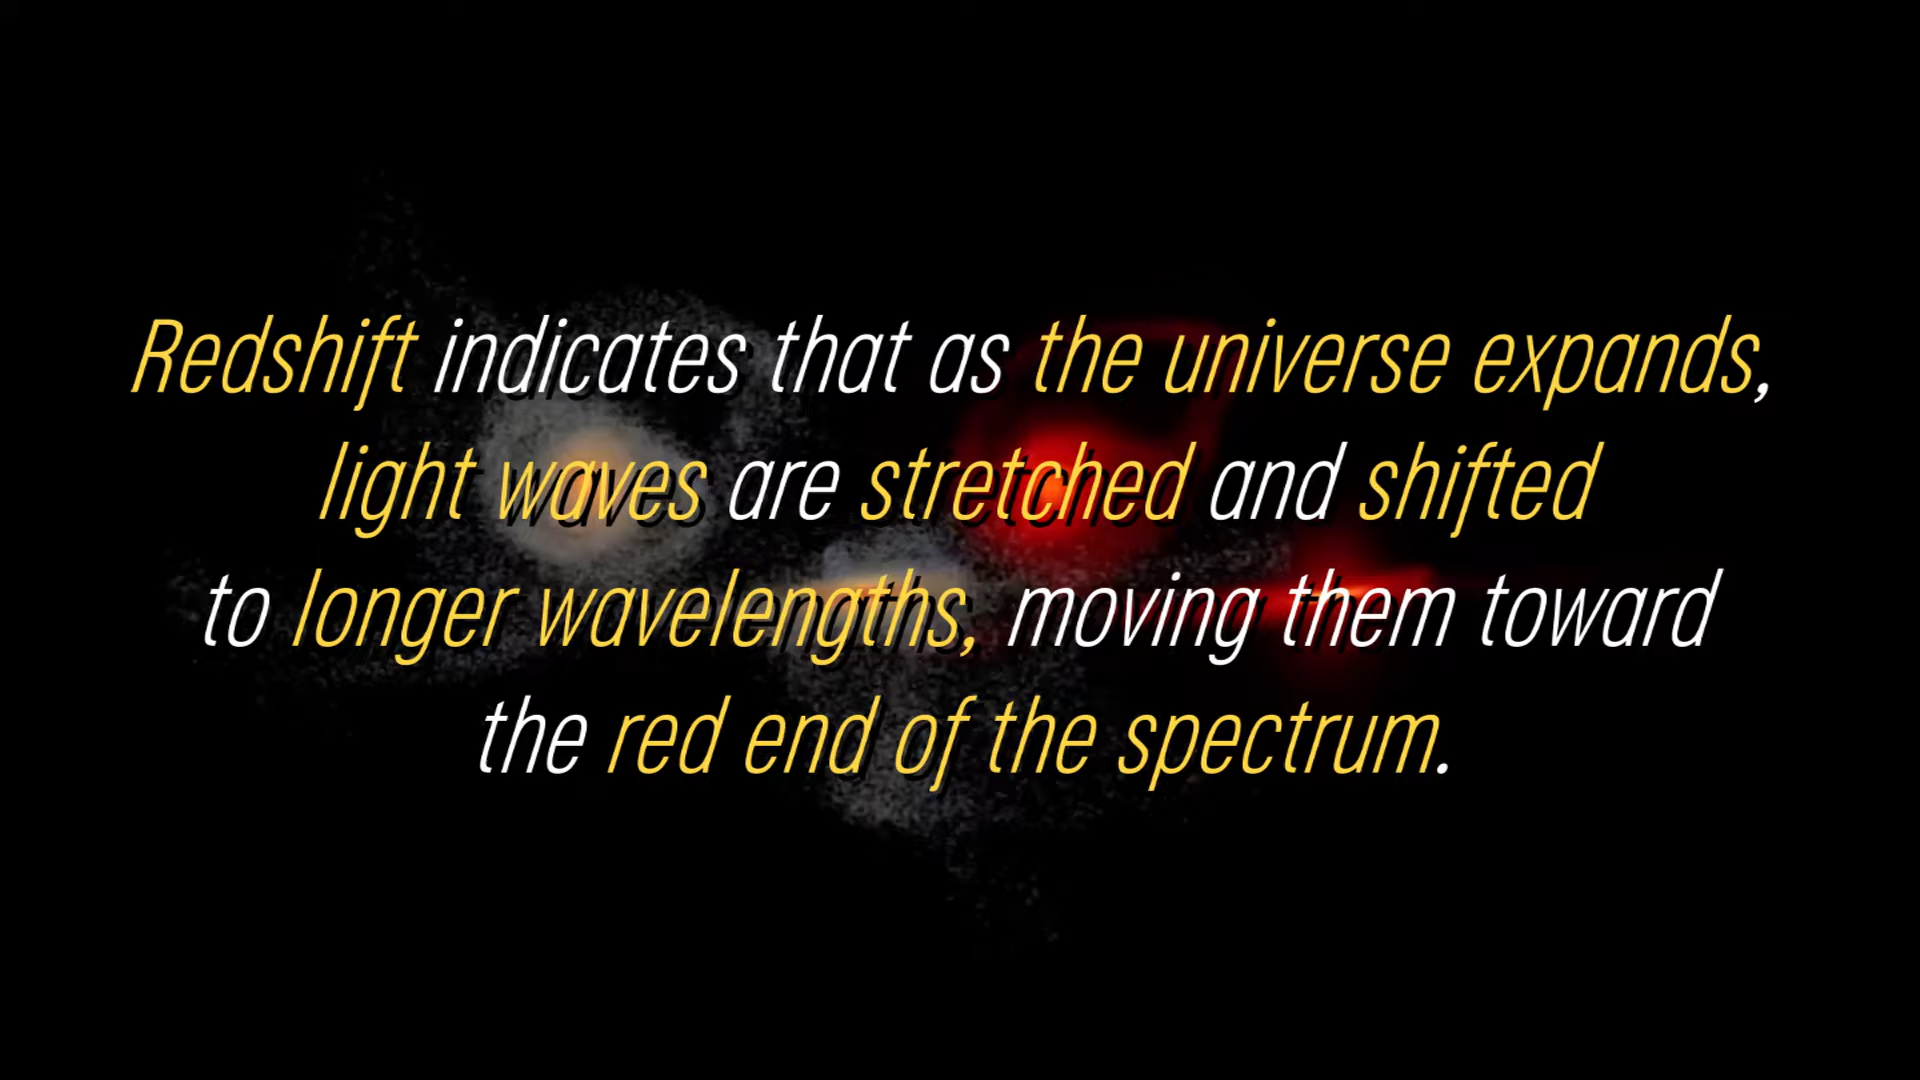 Redshift indicates that as the universe expands,
light waves are stretched and shifted
to longer wavelengths, moving them toward
the red end of the spectrum.